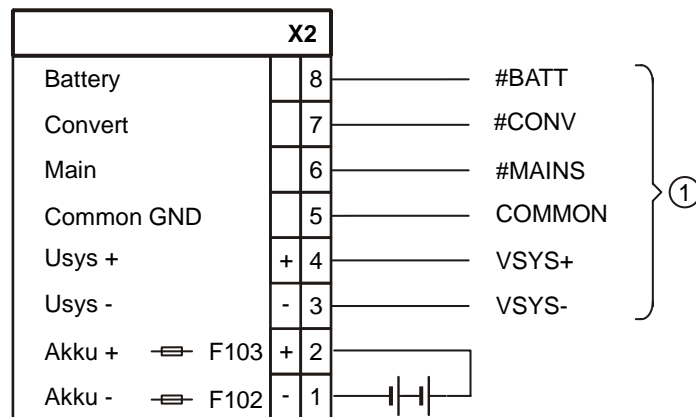 X2
Battery 8 #BATT
Convert 7 #CONV
Main 6 #MAINS
Common GND 5 COMMON
Usys + + 4 VSYS+
Usys - - 3 VSYS-
Akku + F103 + 2
Akku - F102 - 1
1